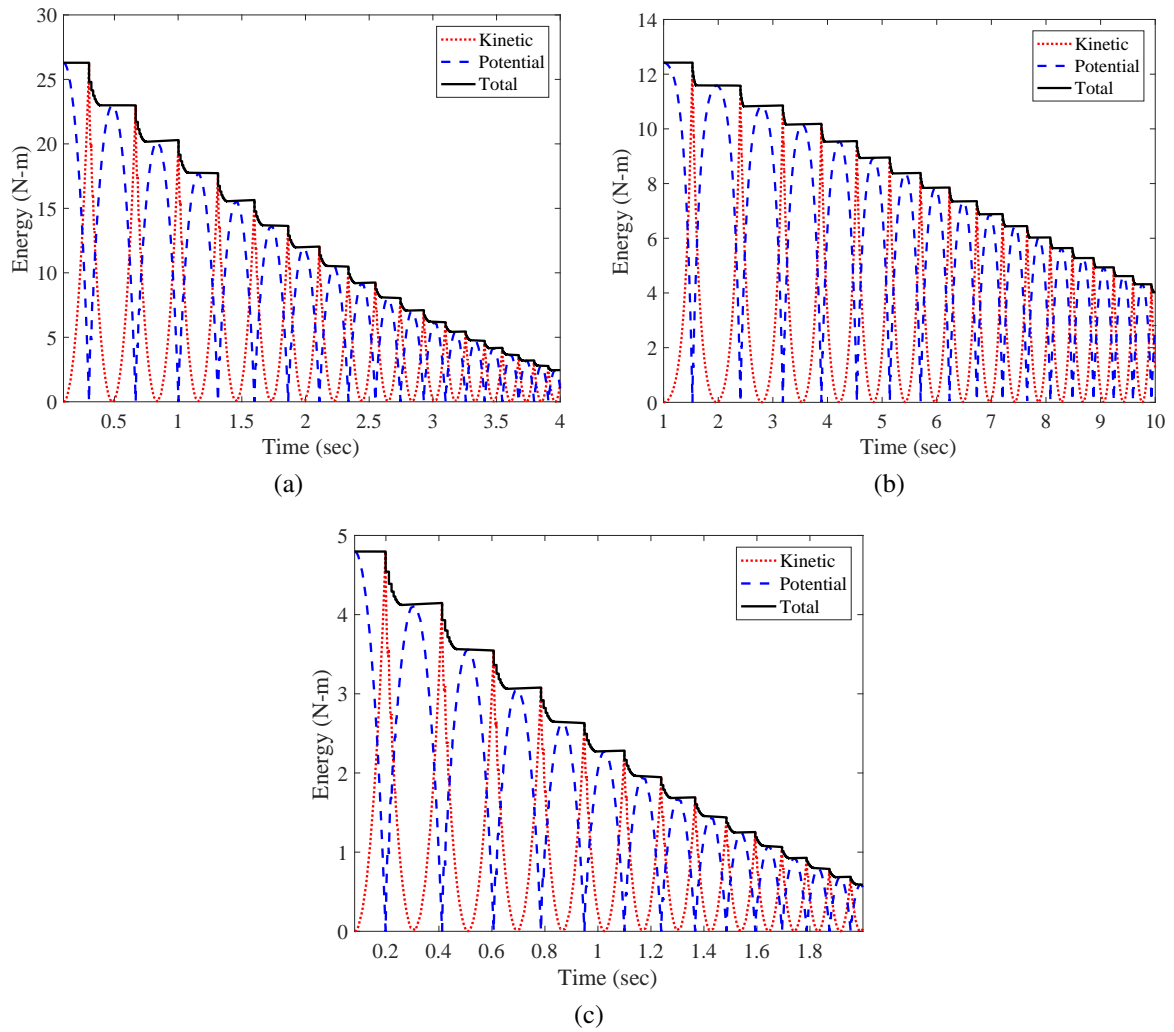 30
25
20
15
10
5
0
Energy (N-m)
0.5 1 1.5 2 2.5 3 3.5 4
Time (sec)
Kinetic
Potential
Total
(a)
14
12
10
8
6
4
2
0
Energy (N-m)
1 2 3 4 5 6 7 8 9 10
Time (sec)
Kinetic
Potential
Total
(b)
5
4
3
2
1
0
Energy (N-m)
0.2 0.4 0.6 0.8 1 1.2 1.4 1.6 1.8
Time (sec)
Kinetic
Potential
Total
(c)